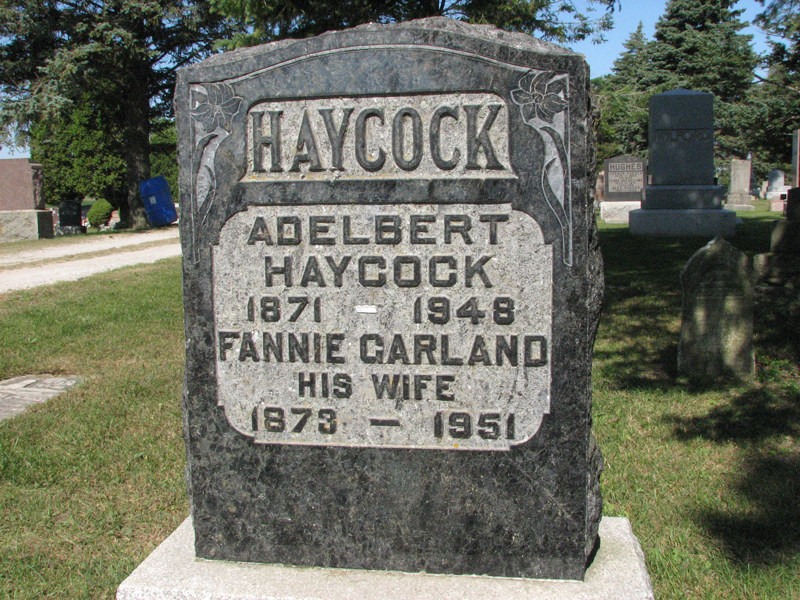 HAYCOCK
ADELBERT
HAYCOCK
1871 - 1948
FANNIE GARLAND
HIS WIFE
1873 - 1951
HUGHES